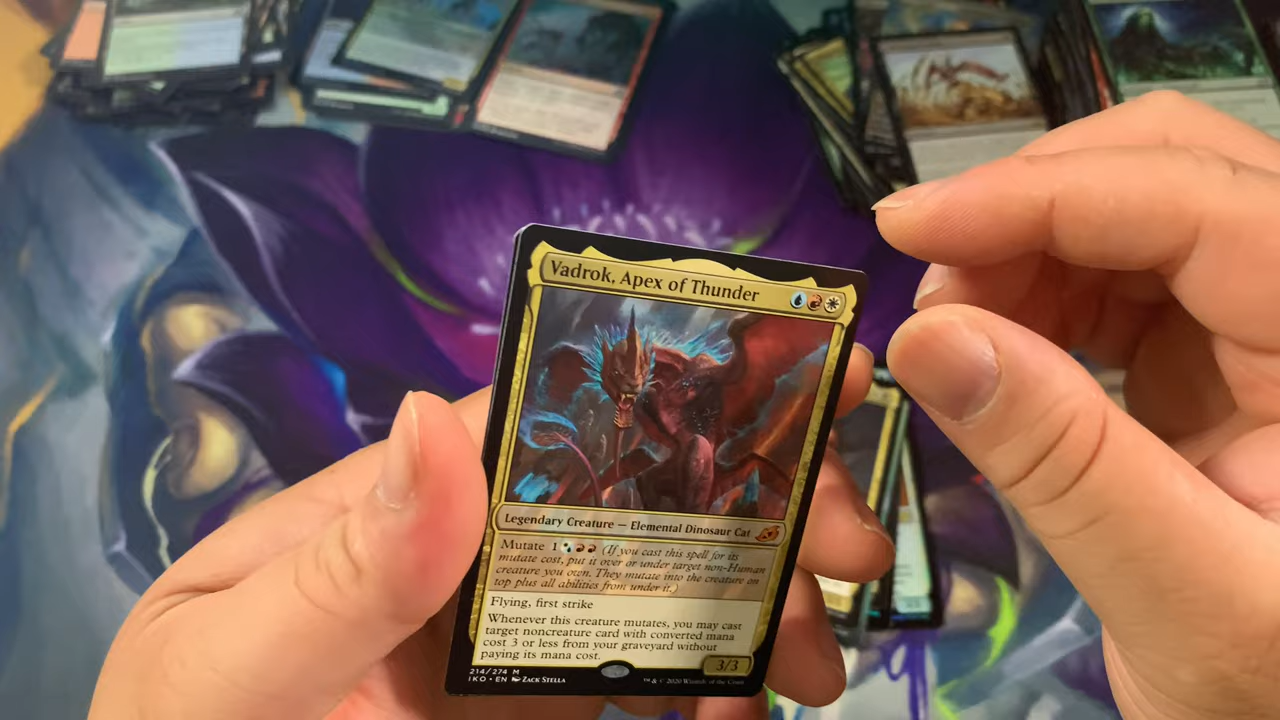 Vadrok, Apex of Thunder
Legendary Creature — Elemental Dinosaur Cat
Mutate 1 (If you cast this spell for its
mutate cost, put it over or under target non-Human
creature you own. They mutate into the creature on
top plus all abilities from under it.)
Flying, first strike
Whenever this creature mutates, you may cast
target noncreature card with converted mana
cost 3 or less from your graveyard without
paying its mana cost.
3/3
214/274 M
IKO • EN ZACK STELLA
™ & © 2020 Wizards of the Coast